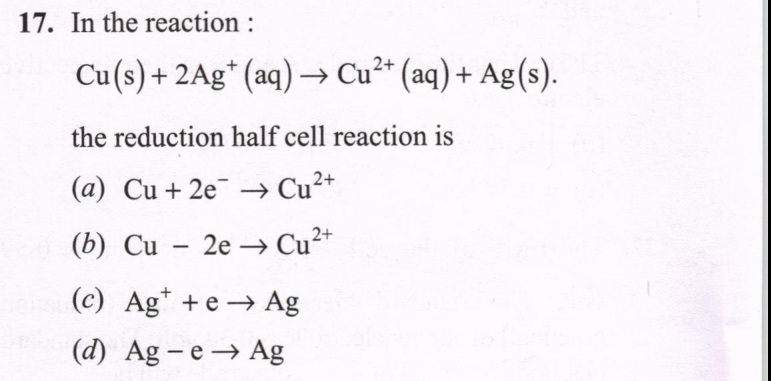 17. In the reaction :
Cu(s) + 2Ag⁺ (aq) → Cu²⁺ (aq) + Ag(s).
the reduction half cell reaction is
(a) Cu + 2e⁻ → Cu²⁺
(b) Cu – 2e → Cu²⁺
(c) Ag⁺ + e → Ag
(d) Ag – e → Ag